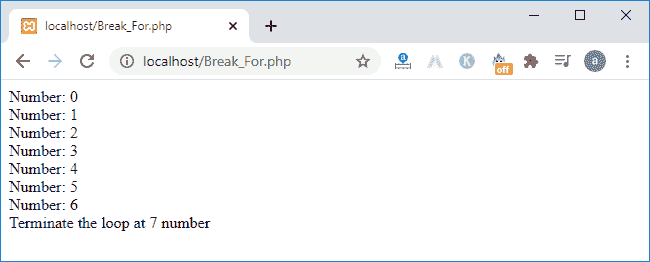 localhost/Break_For.php
localhost/Break_For.php
a
K
off
a
Number: 0
Number: 1
Number: 2
Number: 3
Number: 4
Number: 5
Number: 6
Terminate the loop at 7 number